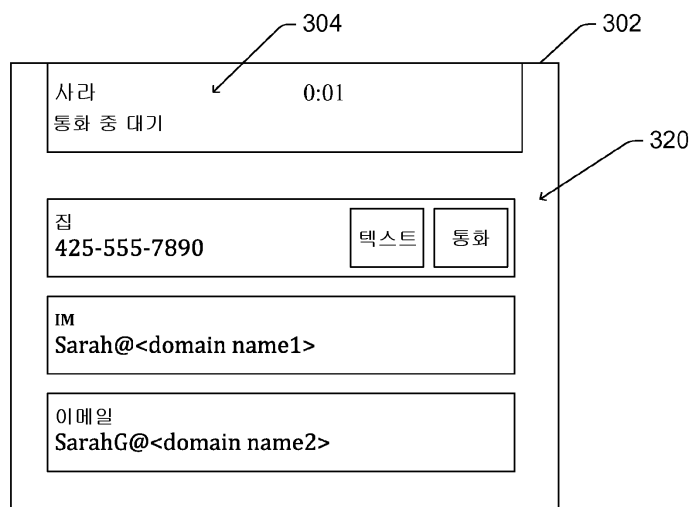 304
302
사라 0:01
통화 중 대기
320
집
425-555-7890
텍스트 통화
IM
Sarah@<domain name1>
이메일
SarahG@<domain name2>